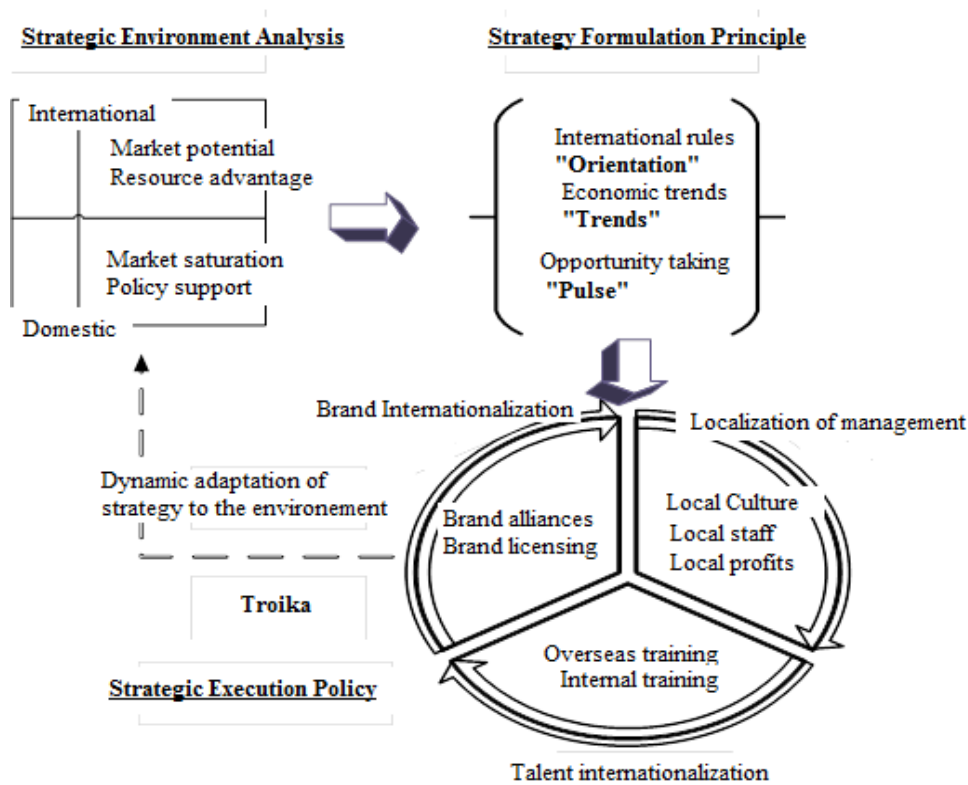 Strategic Environment Analysis
Strategy Formulation Principle
International
Market potential
Resource advantage
Market saturation
Policy support
Domestic
International rules
"Orientation"
Economic trends
"Trends"
Opportunity taking
"Pulse"
Brand Internationalization
Localization of management
Dynamic adaptation of
strategy to the environement
Brand alliances
Brand licensing
Local Culture
Local staff
Local profits
Troika
Overseas training
Internal training
Strategic Execution Policy
Talent internationalization